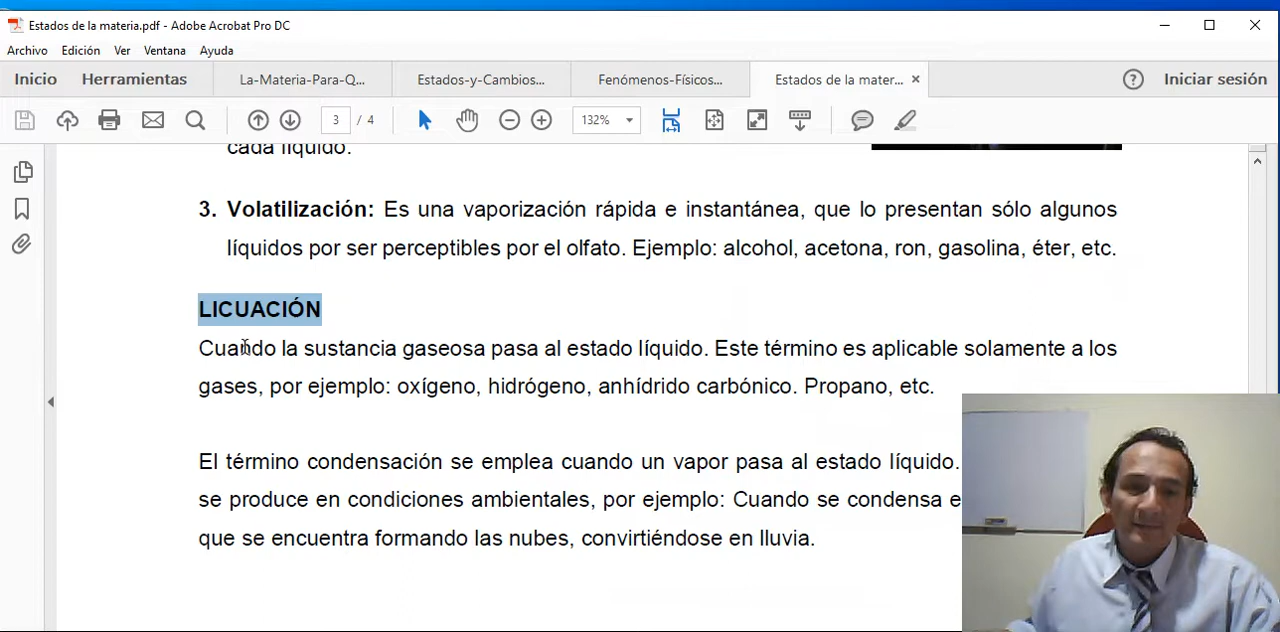 Estados de la materia.pdf - Adobe Acrobat Pro DC
Archivo Edición Ver Ventana Ayuda
Inicio Herramientas La-Materia-Para-Q... Estados-y-Cambios... Fenómenos-Físicos... Estados de la mater... × Iniciar sesión
3 / 4 132%
cada líquido.
3. Volatilización: Es una vaporización rápida e instantánea, que lo presentan sólo algunos
líquidos por ser perceptibles por el olfato. Ejemplo: alcohol, acetona, ron, gasolina, éter, etc.
LICUACIÓN
Cuando la sustancia gaseosa pasa al estado líquido. Este término es aplicable solamente a los
gases, por ejemplo: oxígeno, hidrógeno, anhídrido carbónico. Propano, etc.
El término condensación se emplea cuando un vapor pasa al estado líquido.
se produce en condiciones ambientales, por ejemplo: Cuando se condensa e
que se encuentra formando las nubes, convirtiéndose en lluvia.